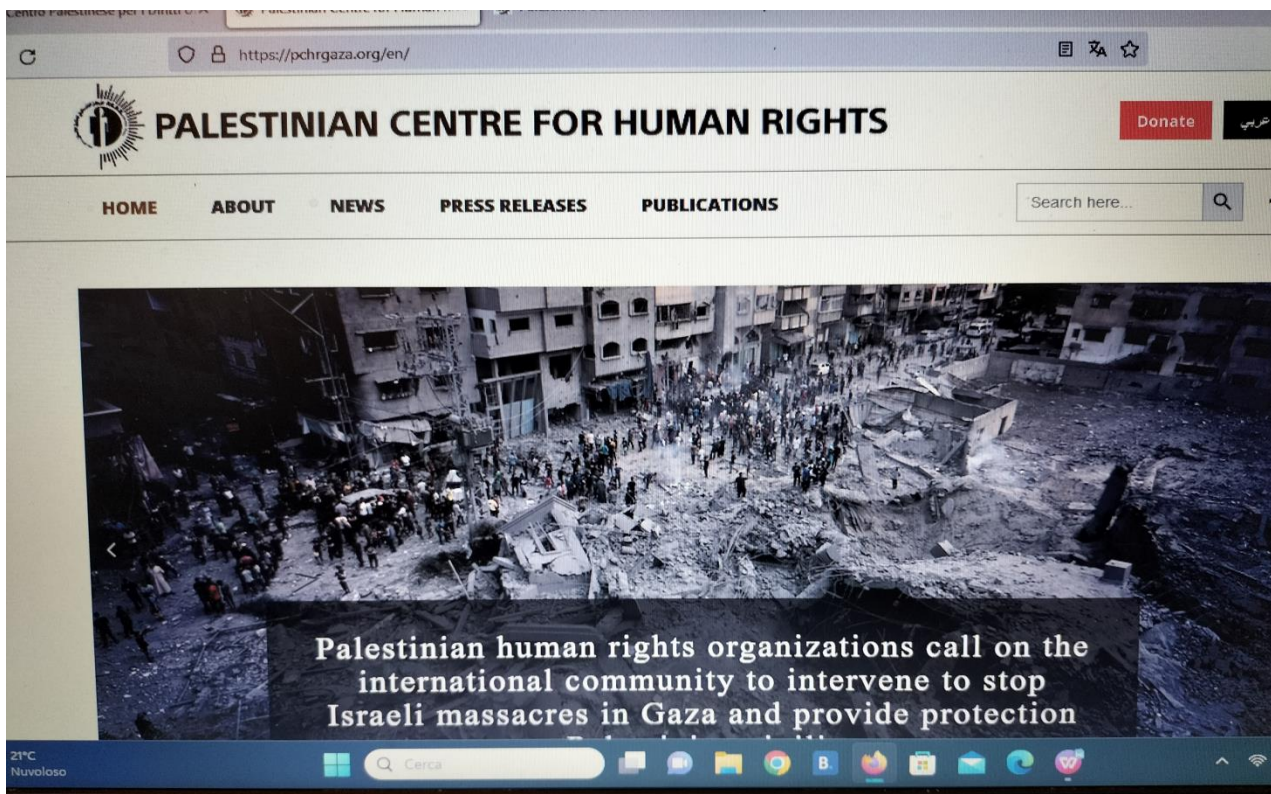 https://pchrgaza.org/en/
PALESTINIAN CENTRE FOR HUMAN RIGHTS
Donate
عربي
HOME ABOUT NEWS PRESS RELEASES PUBLICATIONS
Search here...
Palestinian human rights organizations call on the
international community to intervene to stop
Israeli massacres in Gaza and provide protection
21°C
Nuvoloso
Cerca
B.